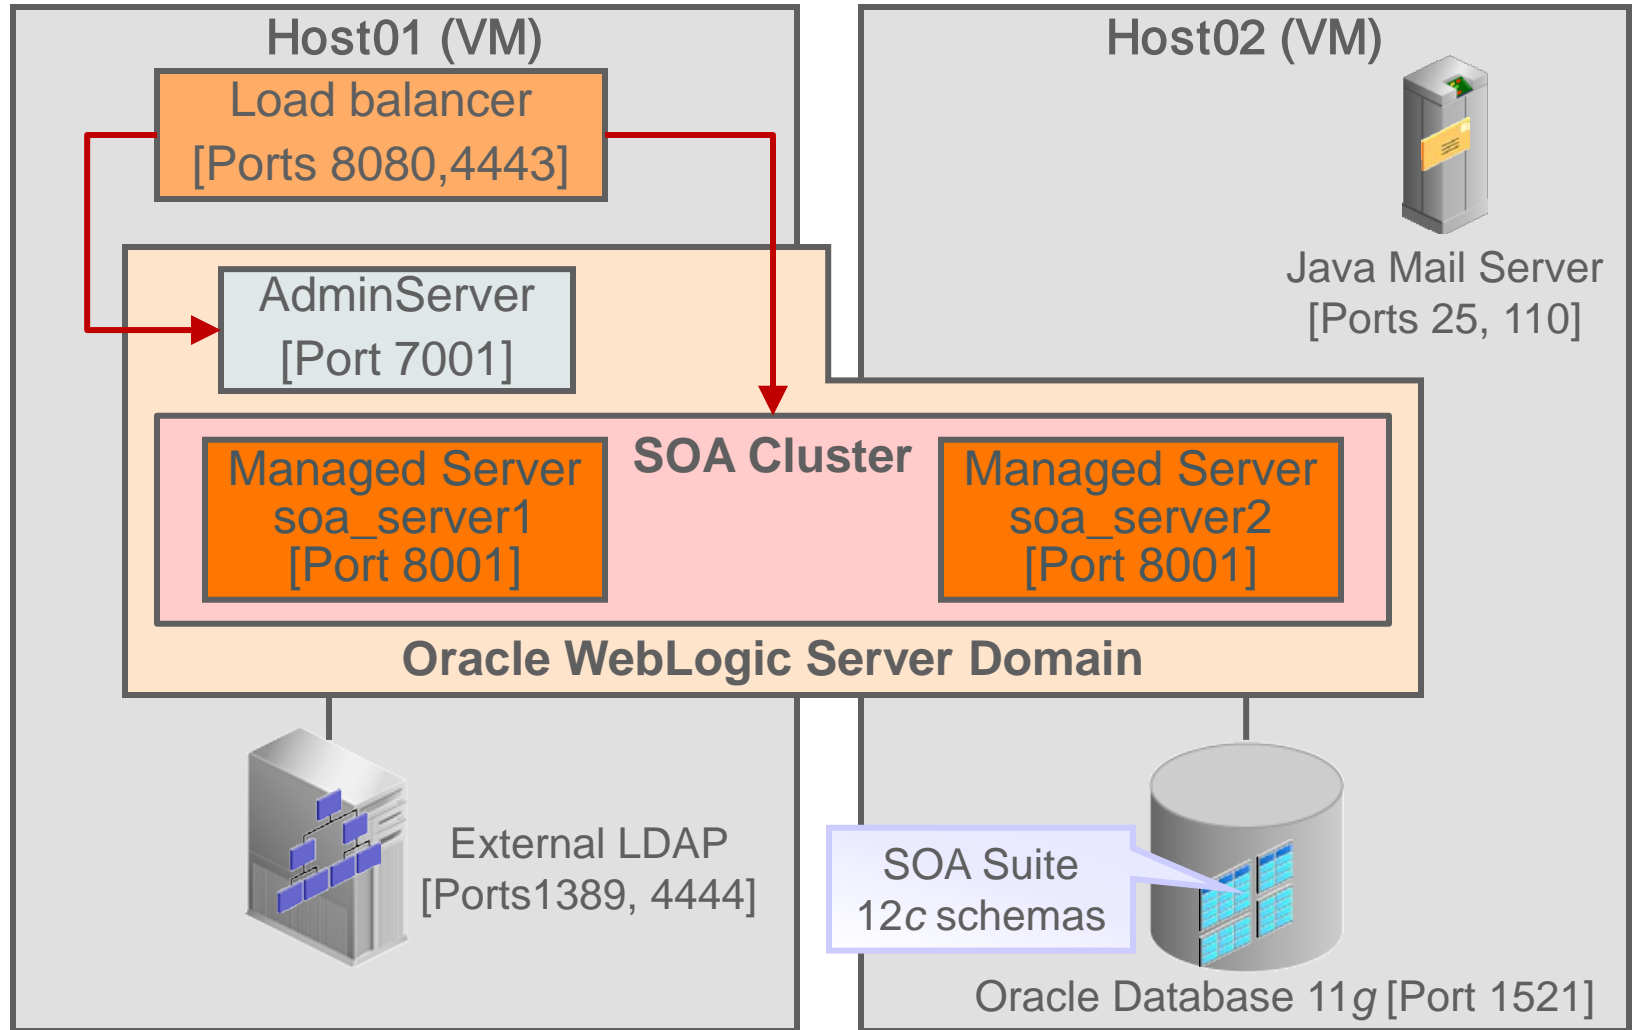 Host01 (VM)
Load balancer
[Ports 8080,4443]
Host02 (VM)
Java Mail Server
[Ports 25, 110]
AdminServer
[Port 7001]
SOA Cluster
Managed Server
soa_server1
[Port 8001]
Managed Server
soa_server2
[Port 8001]
Oracle WebLogic Server Domain
External LDAP
[Ports1389, 4444]
SOA Suite
12c schemas
Oracle Database 11g [Port 1521]